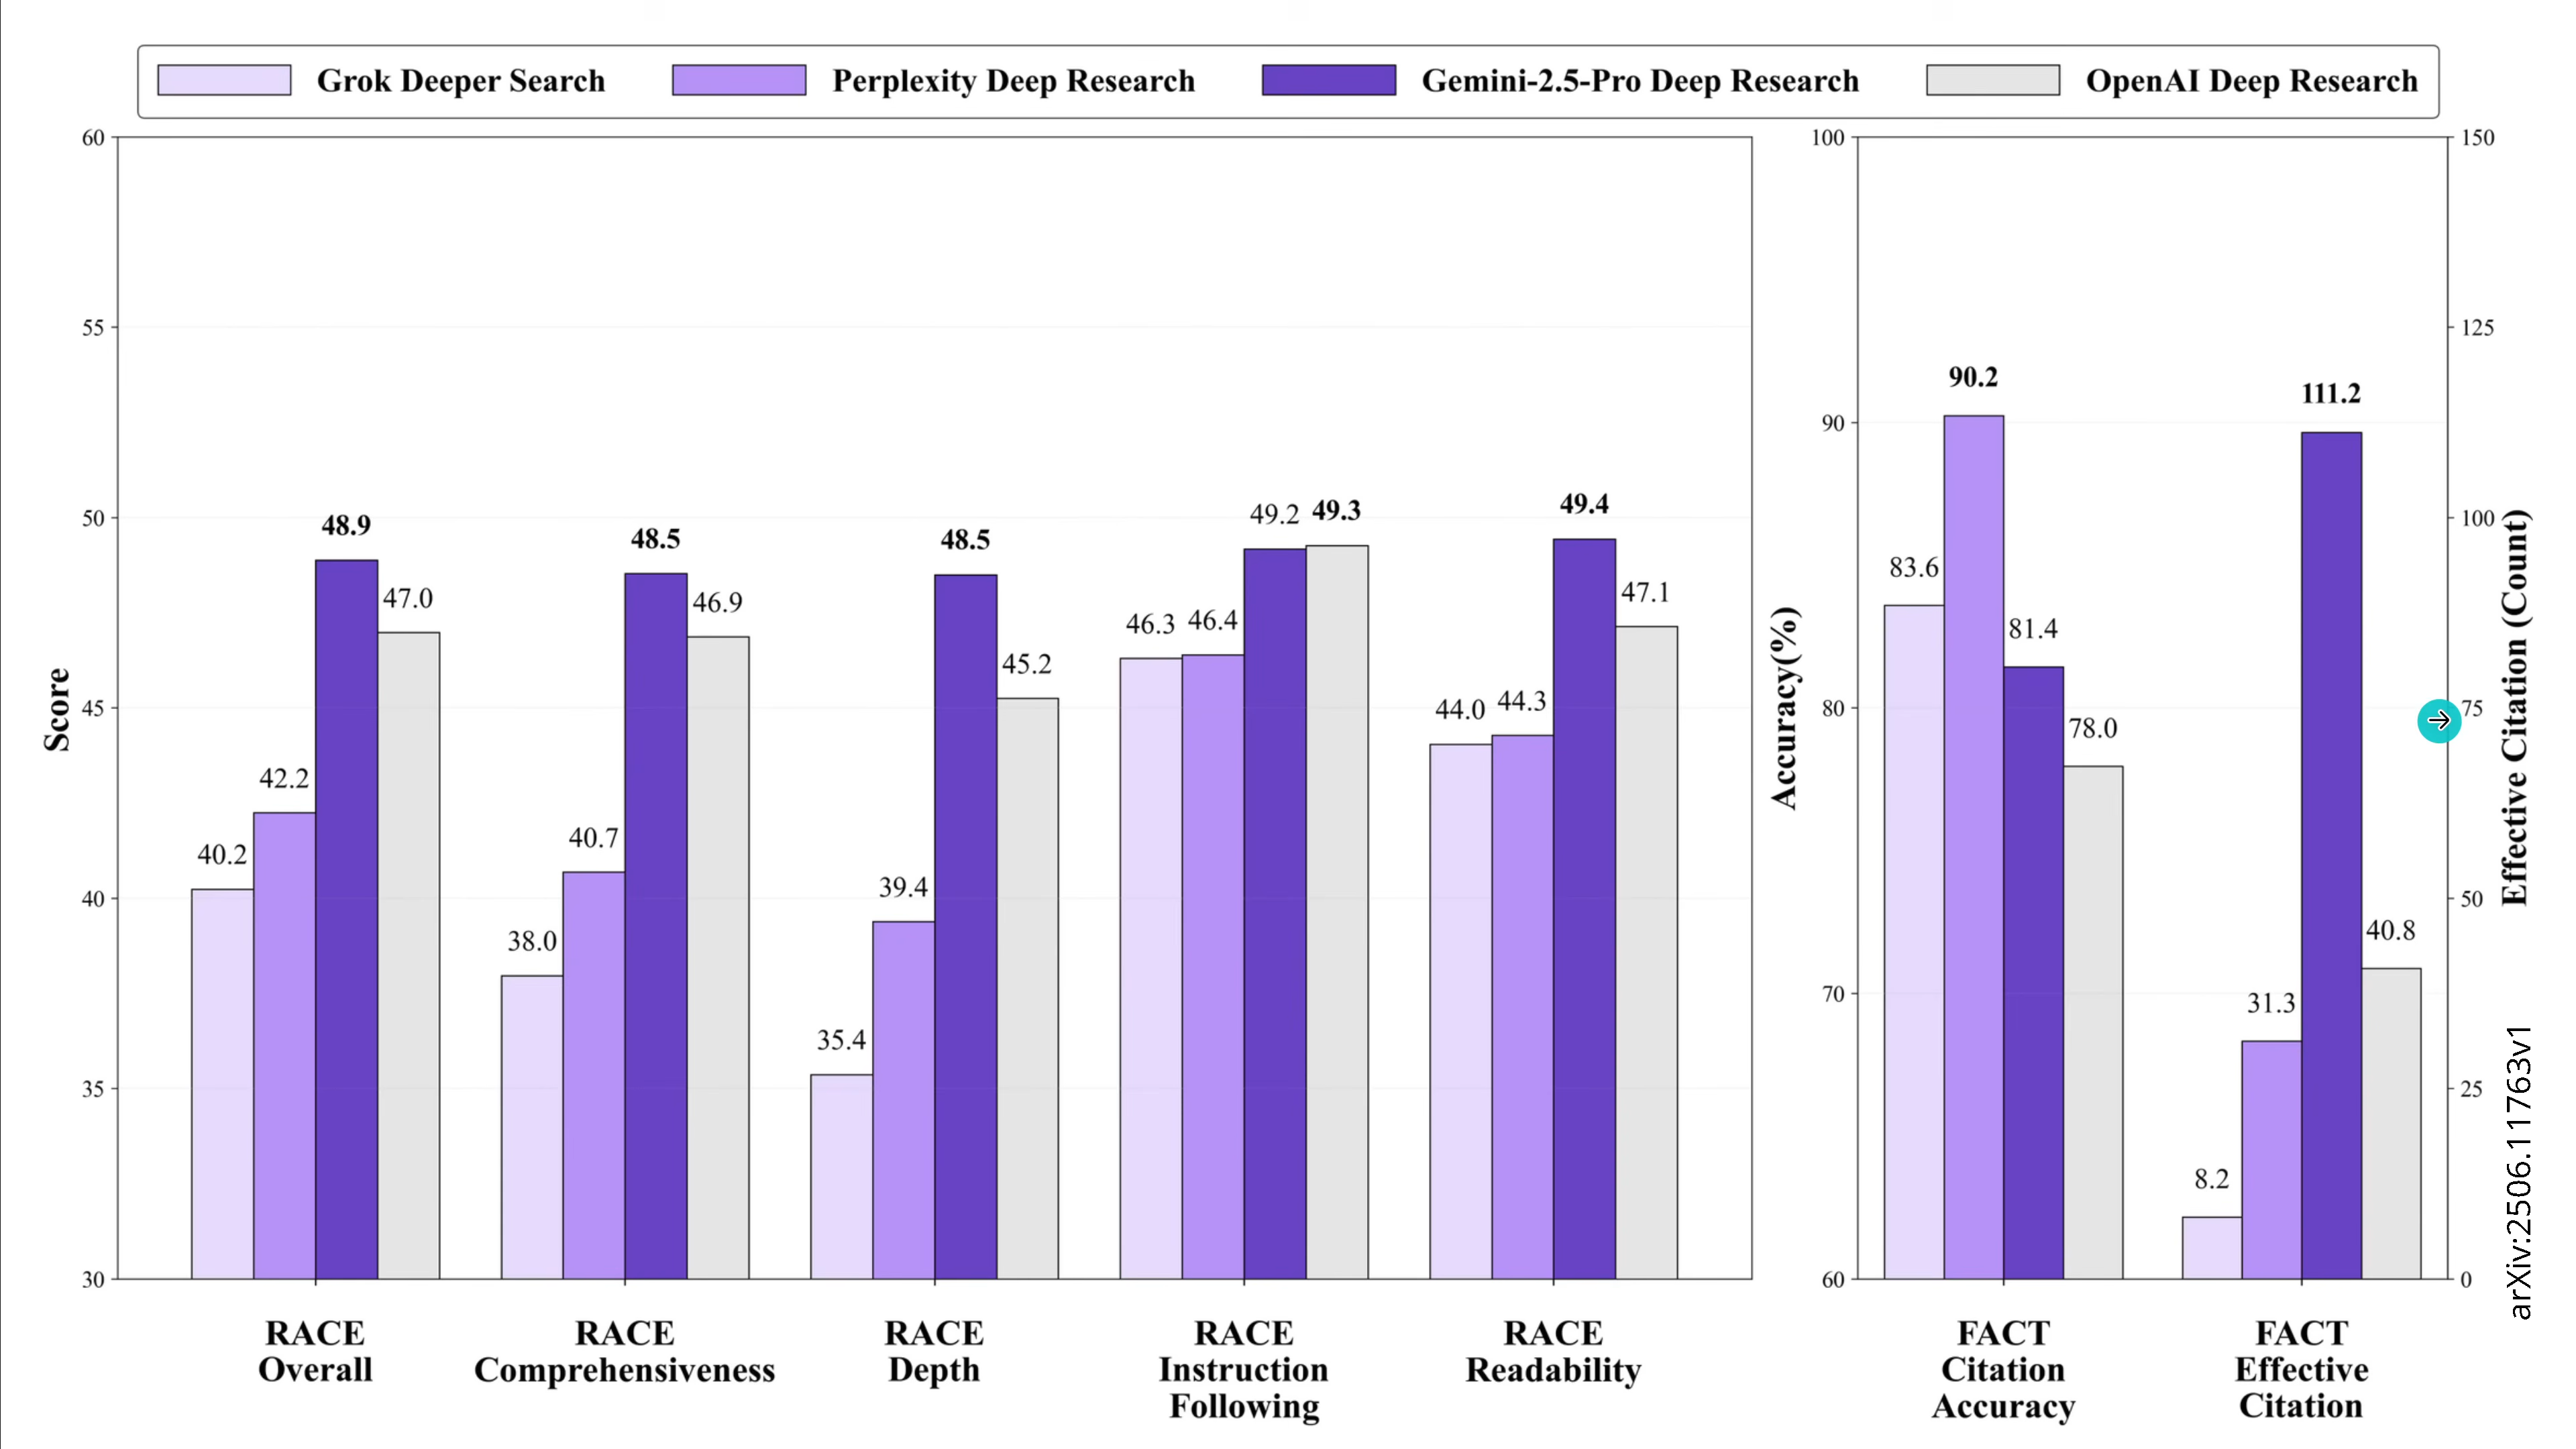 Grok Deeper Search
Perplexity Deep Research
Gemini-2.5-Pro Deep Research
OpenAI Deep Research
60
55
50
45
40
35
30
Score
40.2
42.2
48.9
47.0
38.0
40.7
48.5
46.9
35.4
39.4
48.5
45.2
46.3
46.4
49.2
49.3
44.0
44.3
49.4
47.1
RACE
Overall
RACE
Comprehensiveness
RACE
Depth
RACE
Instruction
Following
RACE
Readability
100
90
80
70
60
Accuracy(%)
83.6
90.2
81.4
78.0
8.2
31.3
111.2
40.8
FACT
Citation
Accuracy
FACT
Effective
Citation
150
125
100
75
50
25
0
Effective Citation (Count)
arXiv:2506.11763v1